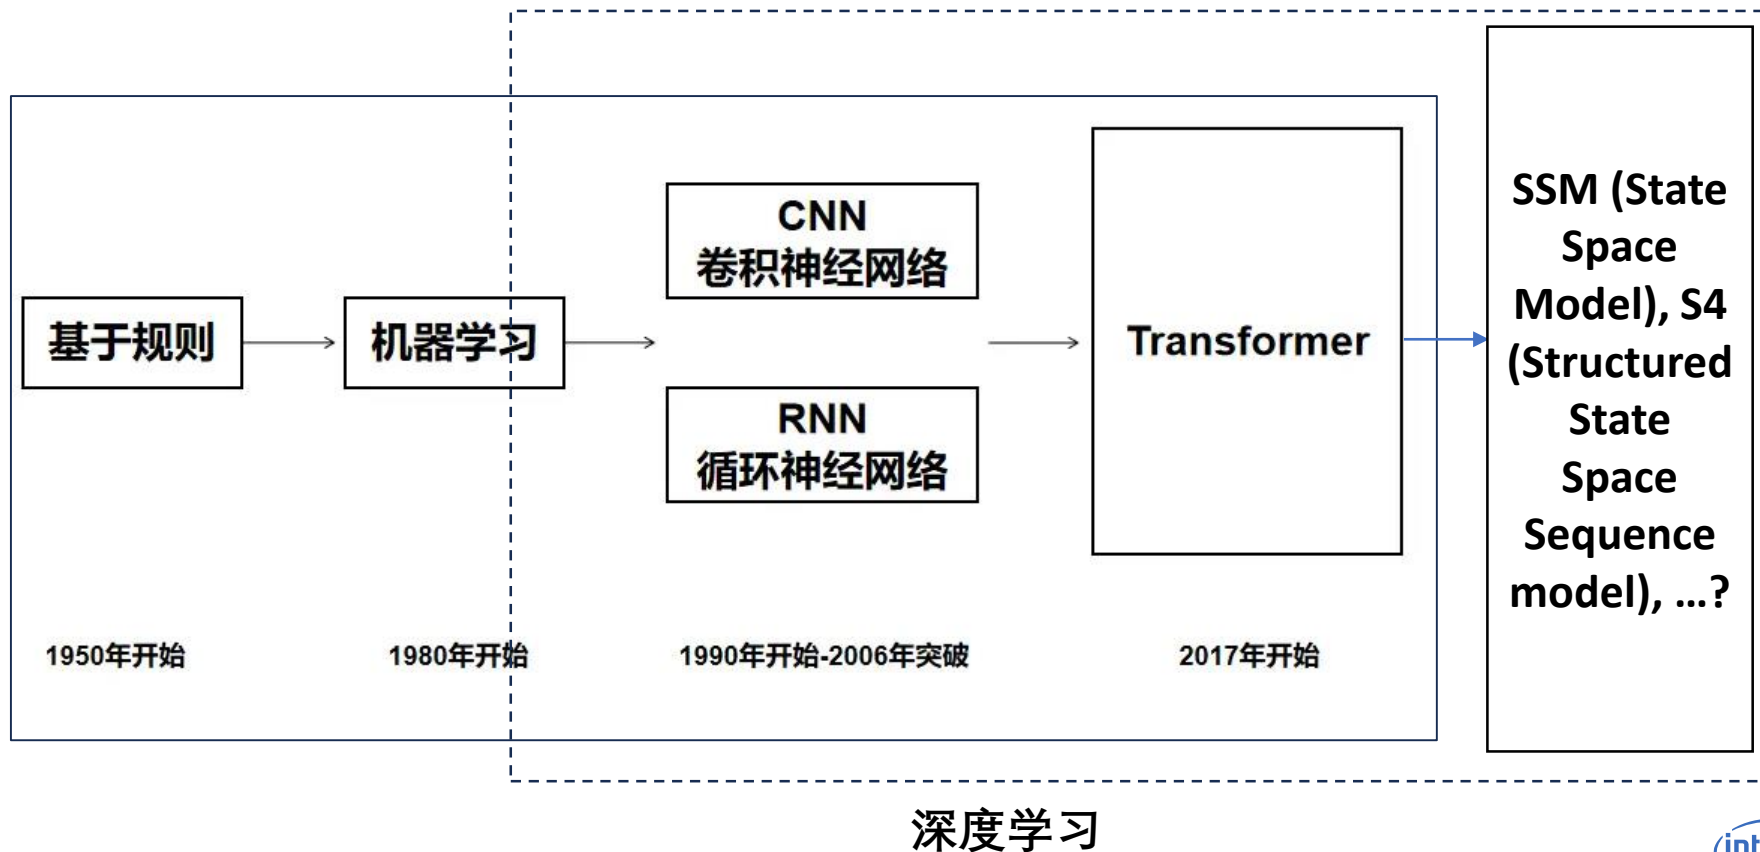 基于规则
机器学习
CNN
卷积神经网络
RNN
循环神经网络
Transformer
SSM (State
Space
Model), S4
(Structured
State
Space
Sequence
model), ...?
1950年开始
1980年开始
1990年开始-2006年突破
2017年开始
深度学习